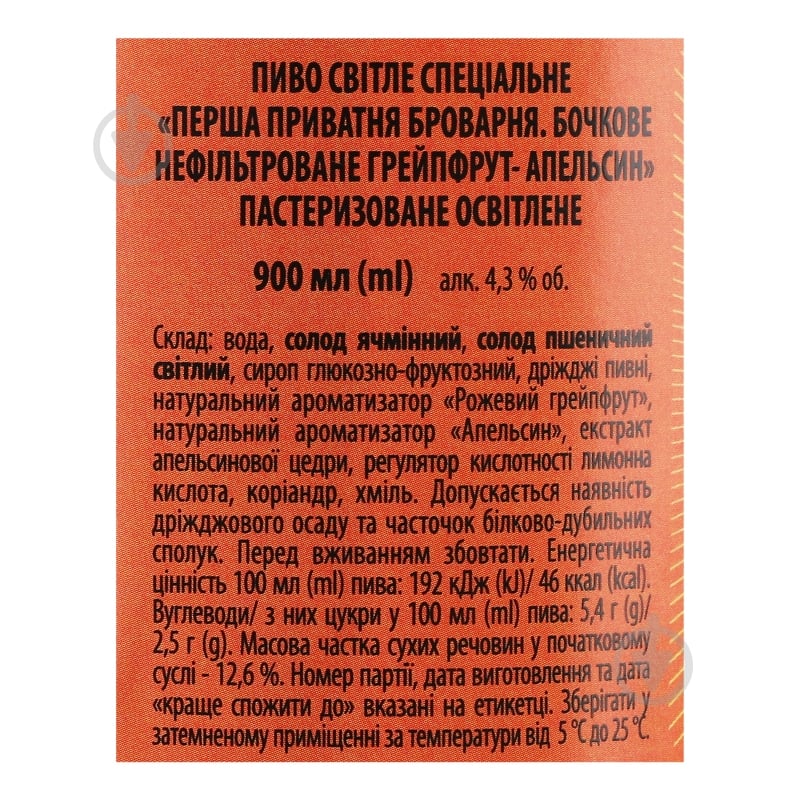 ПИВО СВІТЛЕ СПЕЦІАЛЬНЕ
«ПЕРША ПРИВАТНЯ БРОВАРНЯ. БОЧКОВЕ
НЕФІЛЬТРОВАНЕ ГРЕЙПФРУТ- АПЕЛЬСИН»
ПАСТЕРИЗОВАНЕ ОСВІТЛЕНЕ
900 мл (ml) алк. 4,3 % об.
Склад: вода, солод ячмінний, солод пшеничний
світлий, сироп глюкозно-фруктозний, дріжджі пивні,
натуральний ароматизатор «Рожевий грейпфрут»,
натуральний ароматизатор «Апельсин», екстракт
апельсинової цедри, регулятор кислотності лимонна
кислота, коріандр, хміль. Допускається наявність
дріжджового осаду та часточок білково-дубильних
сполук. Перед вживанням збовтати. Енергетична
цінність 100 мл (ml) пива: 192 кДж (kJ)/ 46 ккал (kcal).
Вуглеводи/ з них цукри у 100 мл (ml) пива: 5,4 г (g)/
2,5 г (g). Масова частка сухих речовин у початковому
суслі - 12,6 %. Номер партії, дата виготовлення та дата
«краще спожити до» вказані на етикетці. Зберігати у
затемненому приміщенні за температури від 5 °С до 25 °С.